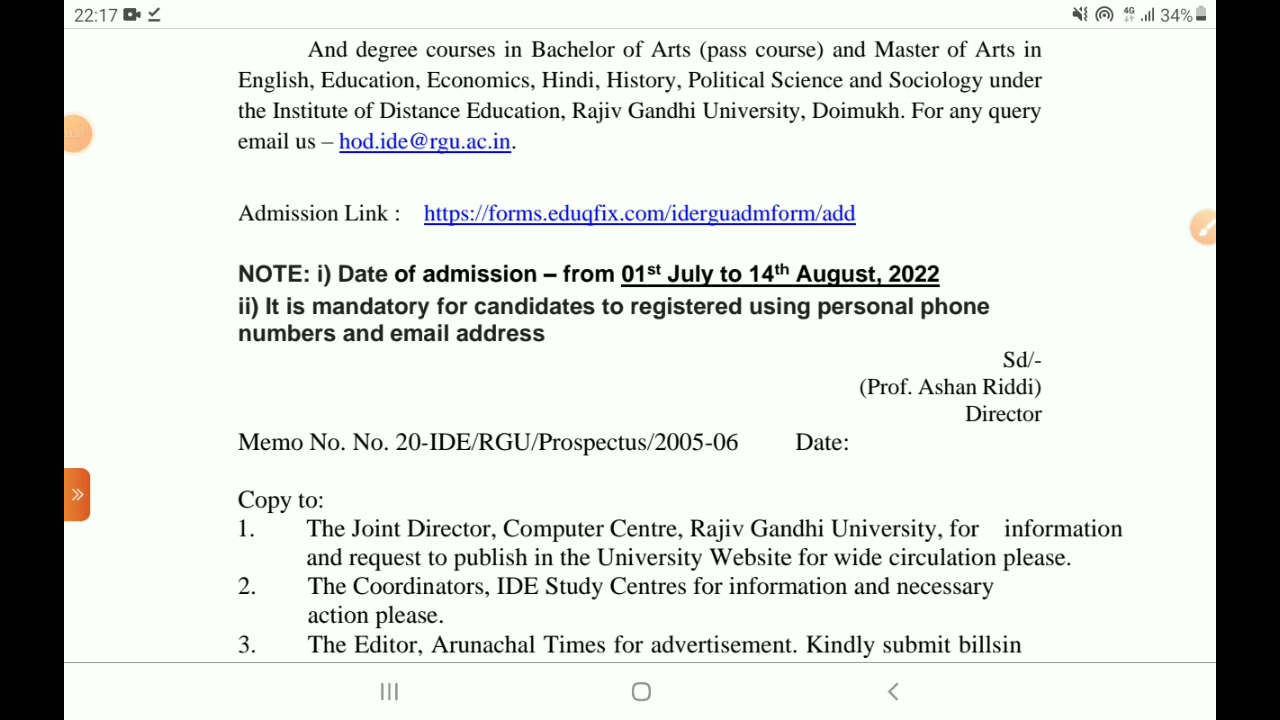 22:17 4G 34%
And degree courses in Bachelor of Arts (pass course) and Master of Arts in
English, Education, Economics, Hindi, History, Political Science and Sociology under
the Institute of Distance Education, Rajiv Gandhi University, Doimukh. For any query
email us – hod.ide@rgu.ac.in.
Admission Link : https://forms.eduqfix.com/iderguadmform/add
NOTE: i) Date of admission – from 01st July to 14th August, 2022
ii) It is mandatory for candidates to registered using personal phone
numbers and email address
Sd/-
(Prof. Ashan Riddi)
Director
Memo No. No. 20-IDE/RGU/Prospectus/2005-06 Date:
Copy to:
1. The Joint Director, Computer Centre, Rajiv Gandhi University, for information
and request to publish in the University Website for wide circulation please.
2. The Coordinators, IDE Study Centres for information and necessary
action please.
3. The Editor, Arunachal Times for advertisement. Kindly submit billsin